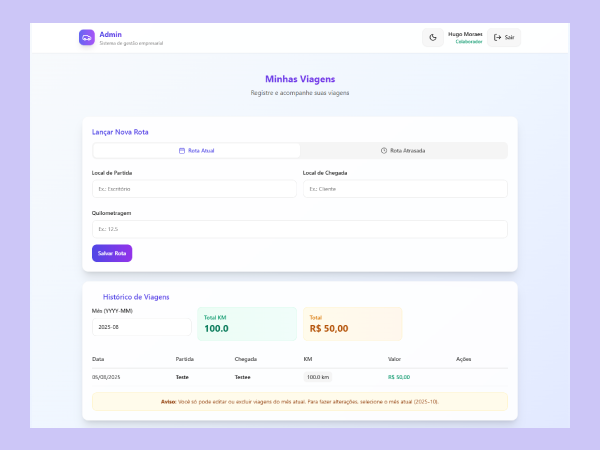 Admin
Sistema de gestão empresarial
Hugo Moraes
Colaborador
Sair
Minhas Viagens
Registre e acompanhe suas viagens
Lançar Nova Rota
Rota Atual
Rota Atrasada
Local de Partida
Local de Chegada
Ex.: Escritório
Ex.: Cliente
Quilometragem
Ex.: 12.5
Salvar Rota
Histórico de Viagens
Mês (YYYY-MM)
2025-08
Total KM
100.0
Total
R$ 50,00
Data Partida Chegada KM Valor Ações
05/08/2025 Teste Testee 100.0 km R$ 50,00
Aviso: Você só pode editar ou excluir viagens do mês atual. Para fazer alterações, selecione o mês atual (2025-10).